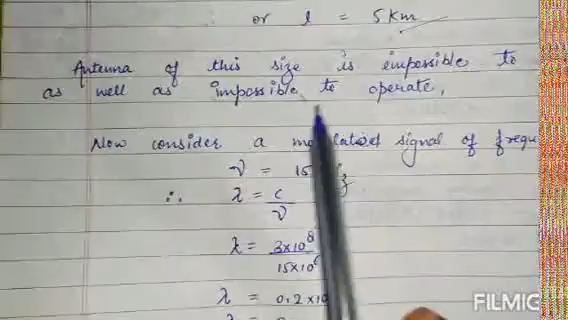 or l = 5 Km
Antenna of this size is impossible to
as well as impossible to operate.
Now consider a modulated signal of frequ
ν = 15
∴ λ = c/ν
λ = 3×10⁸/15×10⁶
λ = 0.2×10
FILMIG